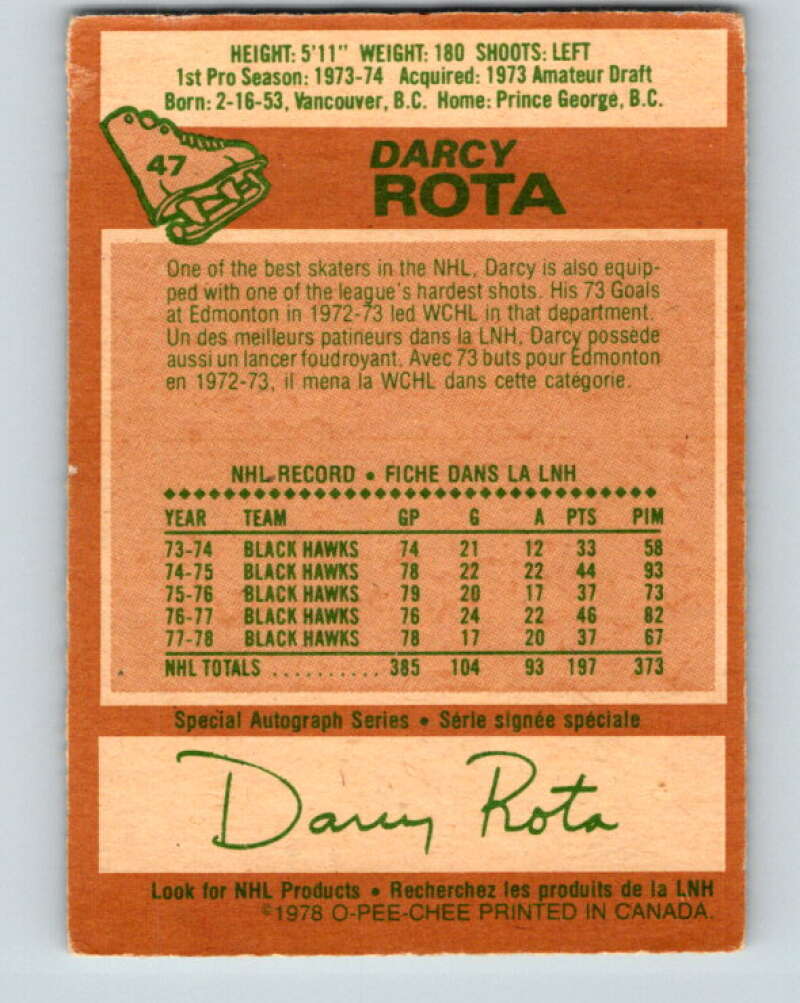 HEIGHT: 5'11" WEIGHT: 180 SHOOTS: LEFT
1st Pro Season: 1973-74 Acquired: 1973 Amateur Draft
Born: 2-16-53, Vancouver, B.C. Home: Prince George, B.C.
47
DARCY
ROTA
One of the best skaters in the NHL, Darcy is also equip-
ped with one of the league's hardest shots. His 73 Goals
at Edmonton in 1972-73 led WCHL in that department.
Un des meilleurs patineurs dans la LNH, Darcy possède
aussi un lancer foudroyant. Avec 73 buts pour Edmonton
en 1972-73, il mena la WCHL dans cette catégorie.
NHL RECORD • FICHE DANS LA LNH
YEAR TEAM GP G A PTS PIM
73-74 BLACK HAWKS 74 21 12 33 58
74-75 BLACK HAWKS 78 22 22 44 93
75-76 BLACK HAWKS 79 20 17 37 73
76-77 BLACK HAWKS 76 24 22 46 82
77-78 BLACK HAWKS 78 17 20 37 67
NHL TOTALS .......... 385 104 93 197 373
Special Autograph Series • Série signée spéciale
Darcy Rota
Look for NHL Products • Recherchez les produits de la LNH
©1978 O-PEE-CHEE PRINTED IN CANADA.